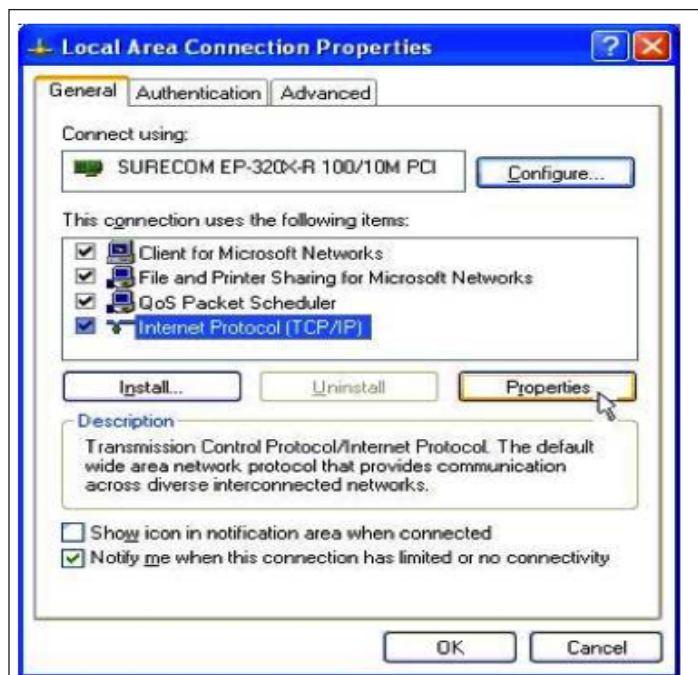 Local Area Connection Properties
General Authentication Advanced
Connect using:
SURECOM EP-320X-R 100/10M PCI
Configure...
This connection uses the following items:
Client for Microsoft Networks
File and Printer Sharing for Microsoft Networks
QoS Packet Scheduler
Internet Protocol (TCP/IP)
Install... Uninstall Properties
Description
Transmission Control Protocol/Internet Protocol. The default
wide area network protocol that provides communication
across diverse interconnected networks.
Show icon in notification area when connected
Notify me when this connection has limited or no connectivity
OK Cancel